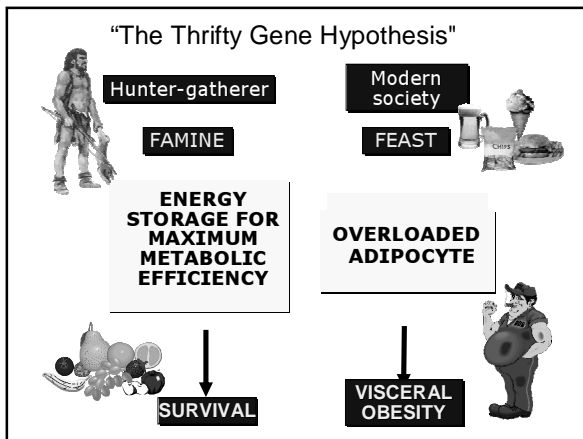 “The Thrifty Gene Hypothesis"
Hunter-gatherer
FAMINE
ENERGY
STORAGE FOR
MAXIMUM
METABOLIC
EFFICIENCY
SURVIVAL
Modern
society
FEAST
CHIPS
OVERLOADED
ADIPOCYTE
VISCERAL
OBESITY